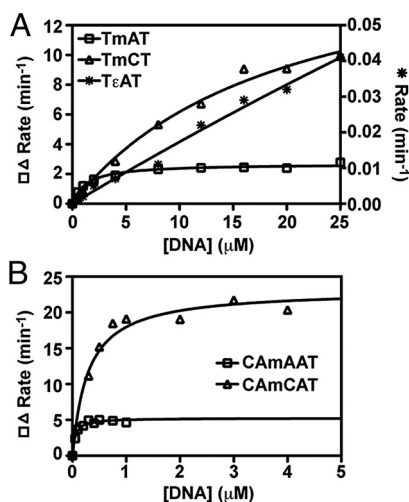 A
TmAT
TmCT
TεAT
12
10
8
6
4
2
0
□Δ Rate (min-1)
0.05
0.04
0.03
0.02
0.01
0.00
* Rate (min-1)
0 5 10 15 20 25
[DNA] (μM)
B
25
20
15
10
5
0
□Δ Rate (min-1)
CAmAAT
CAmCAT
0 1 2 3 4 5
[DNA] (μM)